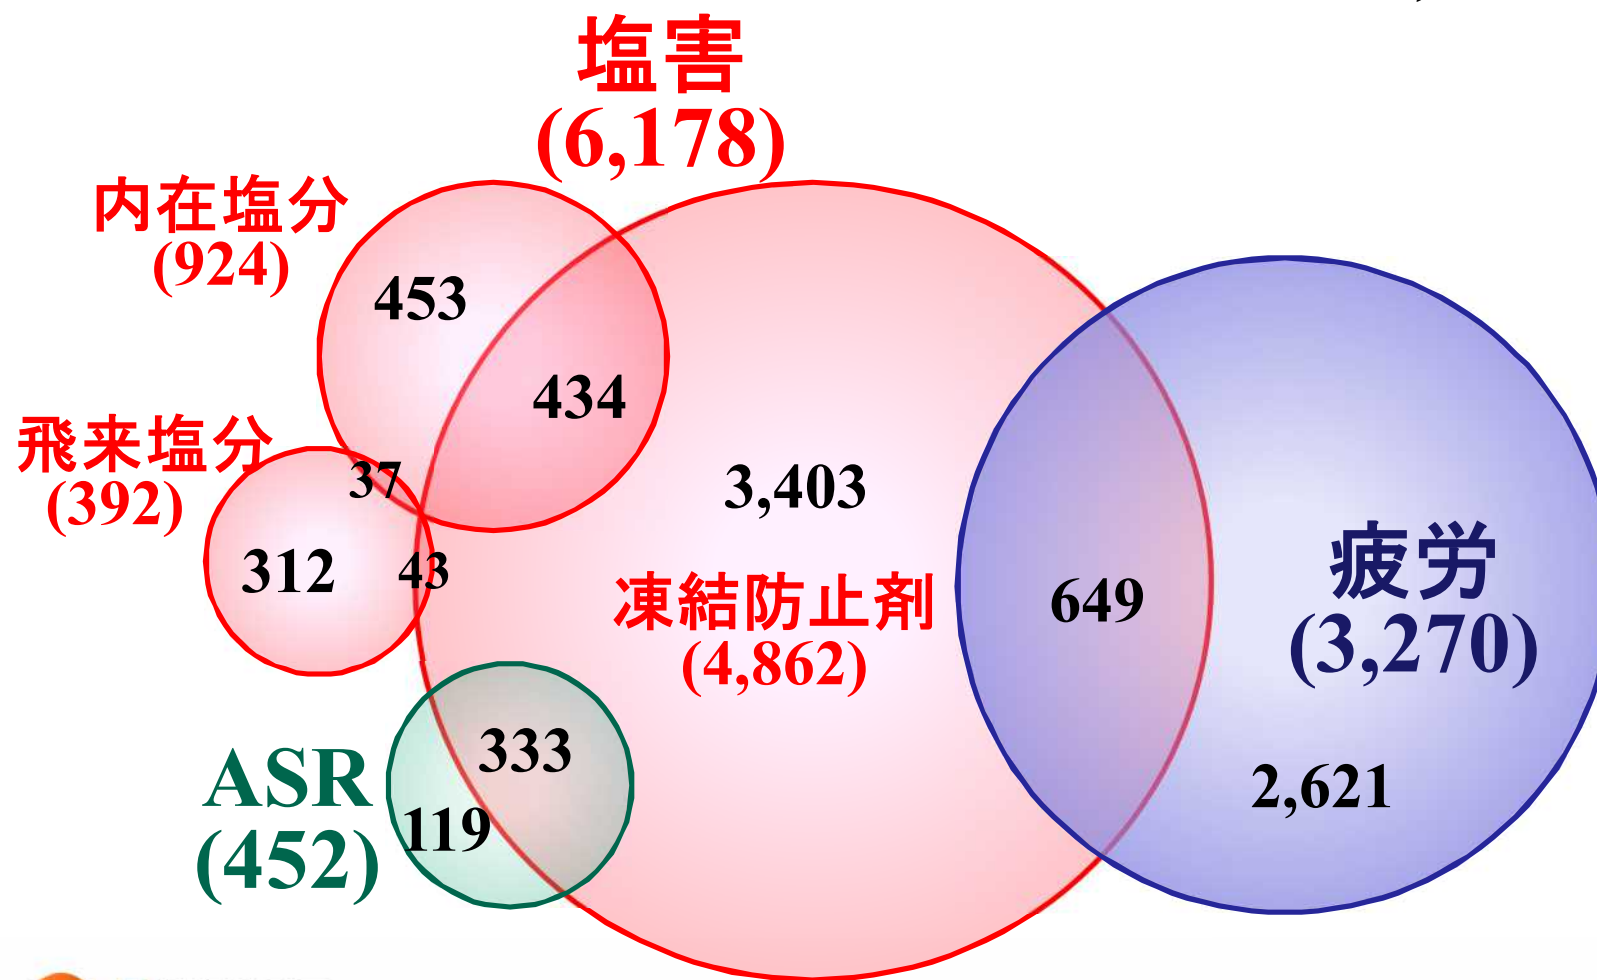 塩害
(6,178)
内在塩分
(924)
453
434
飛来塩分
(392)
37
312
43
3,403
凍結防止剤
(4,862)
649
疲労
(3,270)
2,621
ASR
(452)
333
119